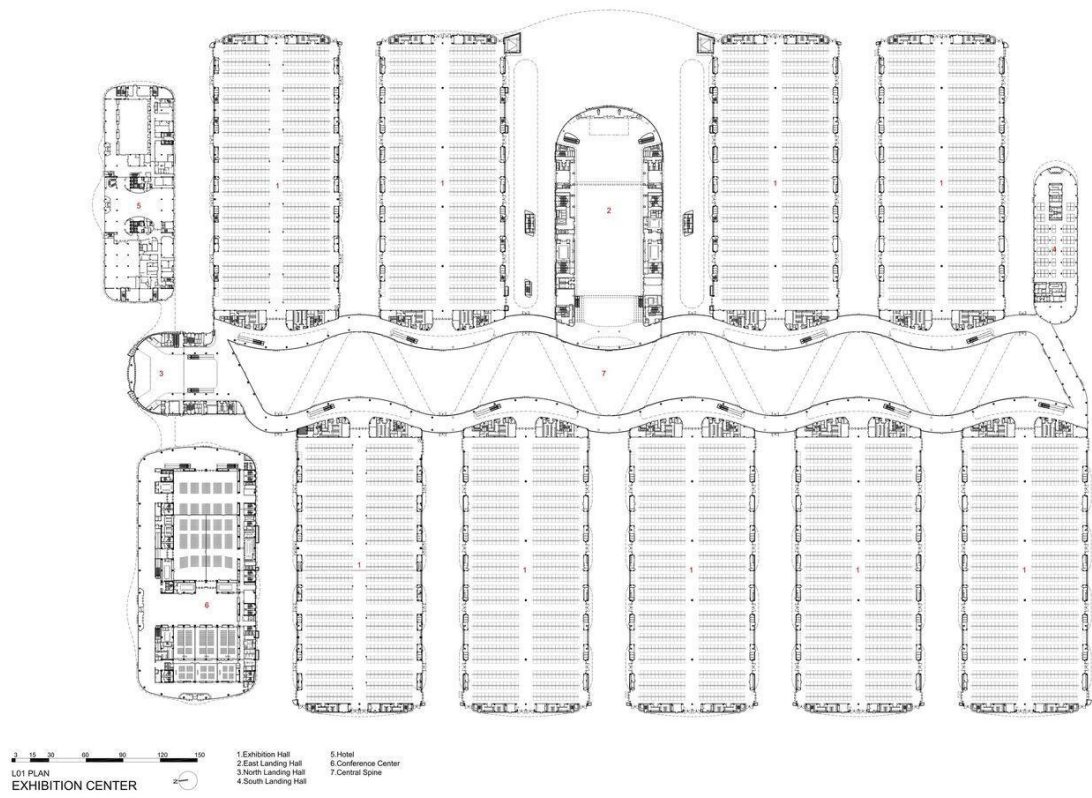 1
1
1
1
2
5
4
3
7
1
1
1
1
1
6
3 15 30 60 90 120 150
L01 PLAN
EXHIBITION CENTER
1.Exhibition Hall
2.East Landing Hall
3.North Landing Hall
4.South Landing Hall
5.Hotel
6.Conference Center
7.Central Spine